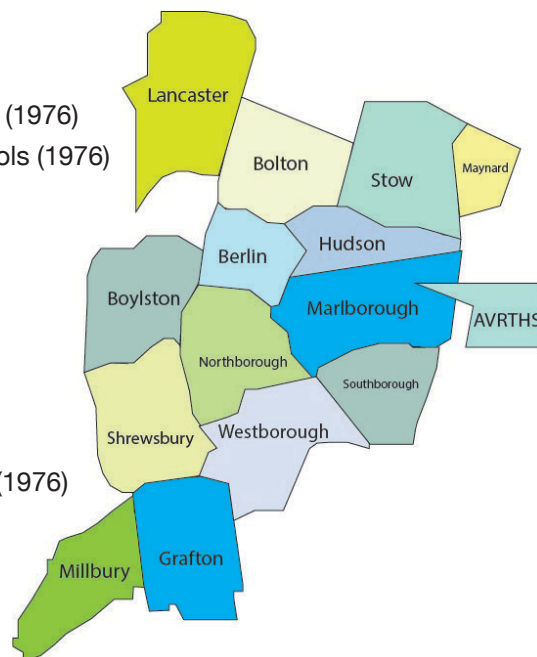 Lancaster
(1976)
ols (1976)
Bolton
Stow
Maynard
Berlin
Hudson
Boylston
Marlborough
AVRTHS
Northborough
Southborough
Shrewsbury
Westborough
(1976)
Millbury
Grafton